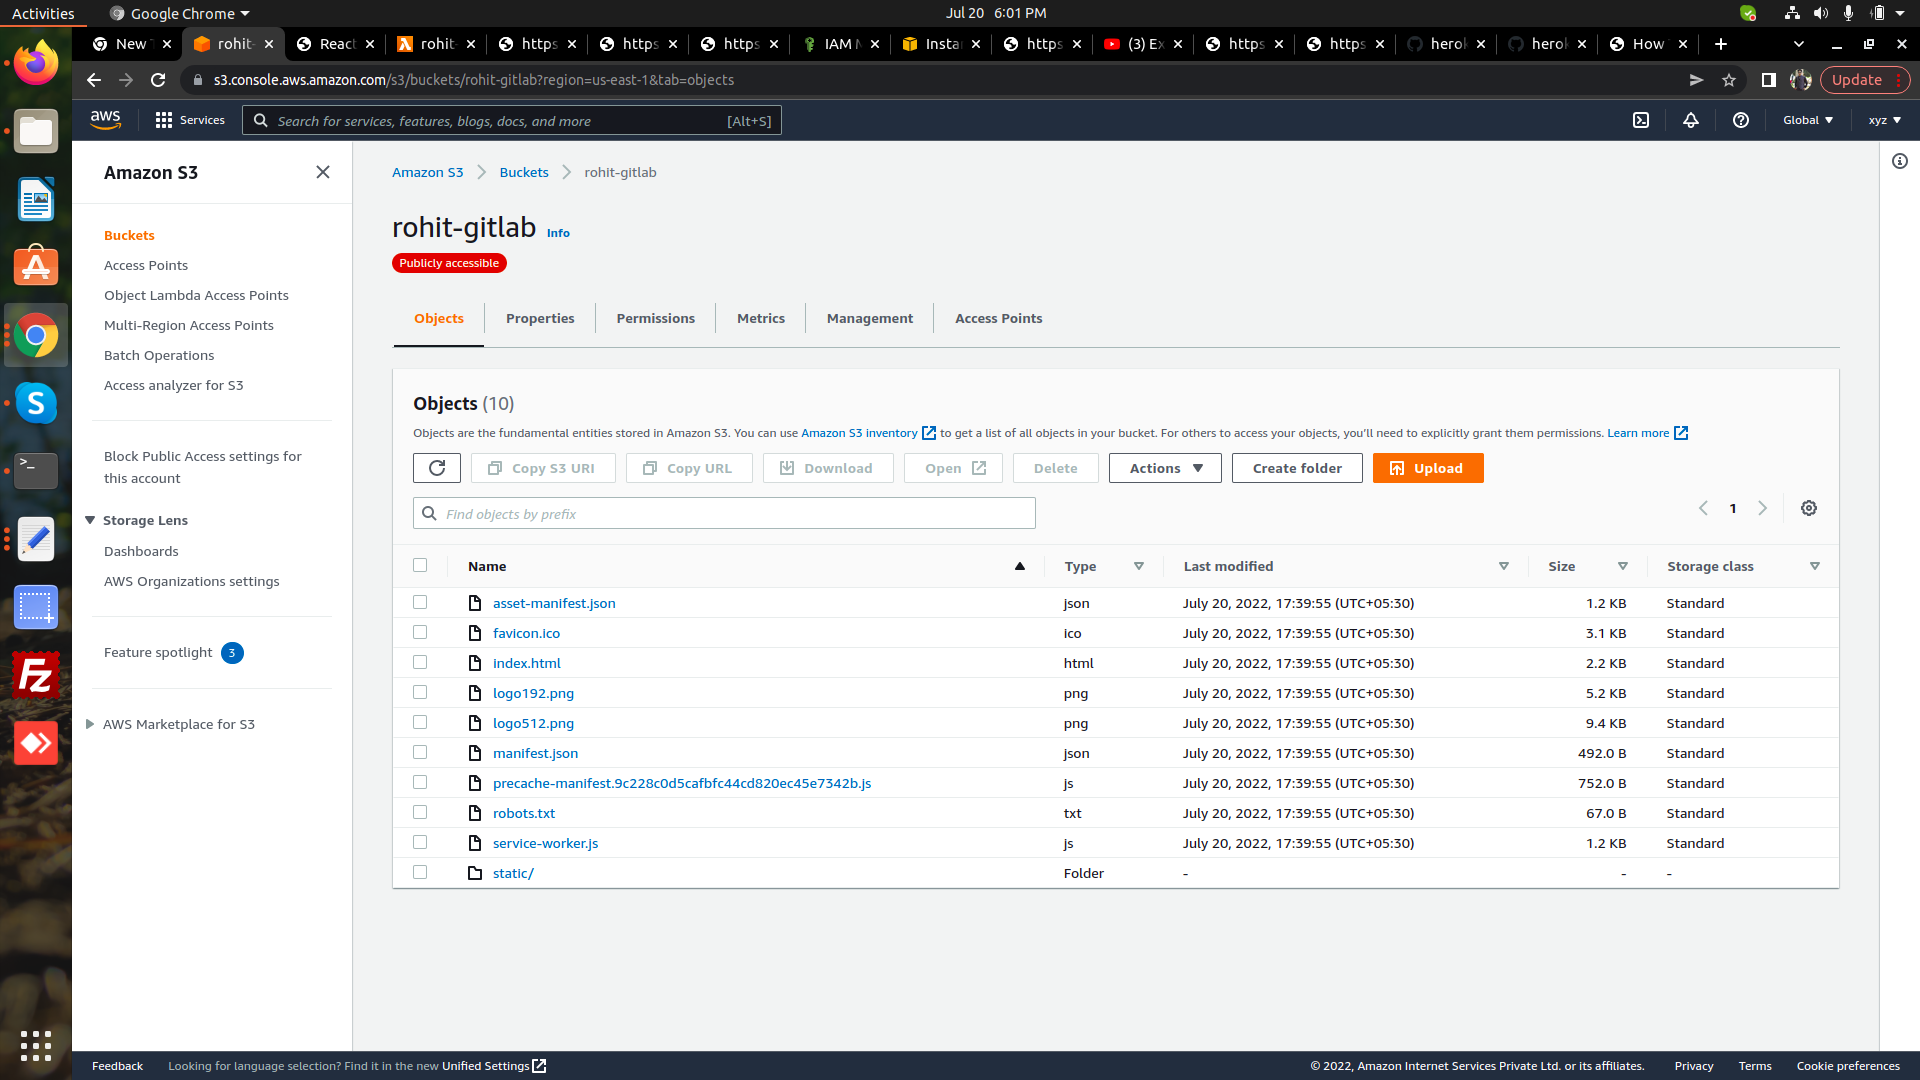 Activities Google Chrome Jul 20 6:01 PM
New T rohit- React rohit- https https https IAM M Insta https (3) Ex https https herok herok How
s3.console.aws.amazon.com/s3/buckets/rohit-gitlab?region=us-east-1&tab=objects Update
aws Services Search for services, features, blogs, docs, and more [Alt+S] Global xyz
Amazon S3
Buckets
Access Points
Object Lambda Access Points
Multi-Region Access Points
Batch Operations
Access analyzer for S3
Block Public Access settings for
this account
Storage Lens
Dashboards
AWS Organizations settings
Feature spotlight 3
AWS Marketplace for S3
Amazon S3 Buckets rohit-gitlab
rohit-gitlab Info
Publicly accessible
Objects Properties Permissions Metrics Management Access Points
Objects (10)
Objects are the fundamental entities stored in Amazon S3. You can use Amazon S3 inventory to get a list of all objects in your bucket. For others to access your objects, you'll need to explicitly grant them permissions. Learn more
Copy S3 URI Copy URL Download Open Delete Actions Create folder Upload
Find objects by prefix 1
Name Type Last modified Size Storage class
asset-manifest.json json July 20, 2022, 17:39:55 (UTC+05:30) 1.2 KB Standard
favicon.ico ico July 20, 2022, 17:39:55 (UTC+05:30) 3.1 KB Standard
index.html html July 20, 2022, 17:39:55 (UTC+05:30) 2.2 KB Standard
logo192.png png July 20, 2022, 17:39:55 (UTC+05:30) 5.2 KB Standard
logo512.png png July 20, 2022, 17:39:55 (UTC+05:30) 9.4 KB Standard
manifest.json json July 20, 2022, 17:39:55 (UTC+05:30) 492.0 B Standard
precache-manifest.9c228c0d5cafbfc44cd820ec45e7342b.js js July 20, 2022, 17:39:55 (UTC+05:30) 752.0 B Standard
robots.txt txt July 20, 2022, 17:39:55 (UTC+05:30) 67.0 B Standard
service-worker.js js July 20, 2022, 17:39:55 (UTC+05:30) 1.2 KB Standard
static/ Folder - - -
Feedback Looking for language selection? Find it in the new Unified Settings © 2022, Amazon Internet Services Private Ltd. or its affiliates. Privacy Terms Cookie preferences